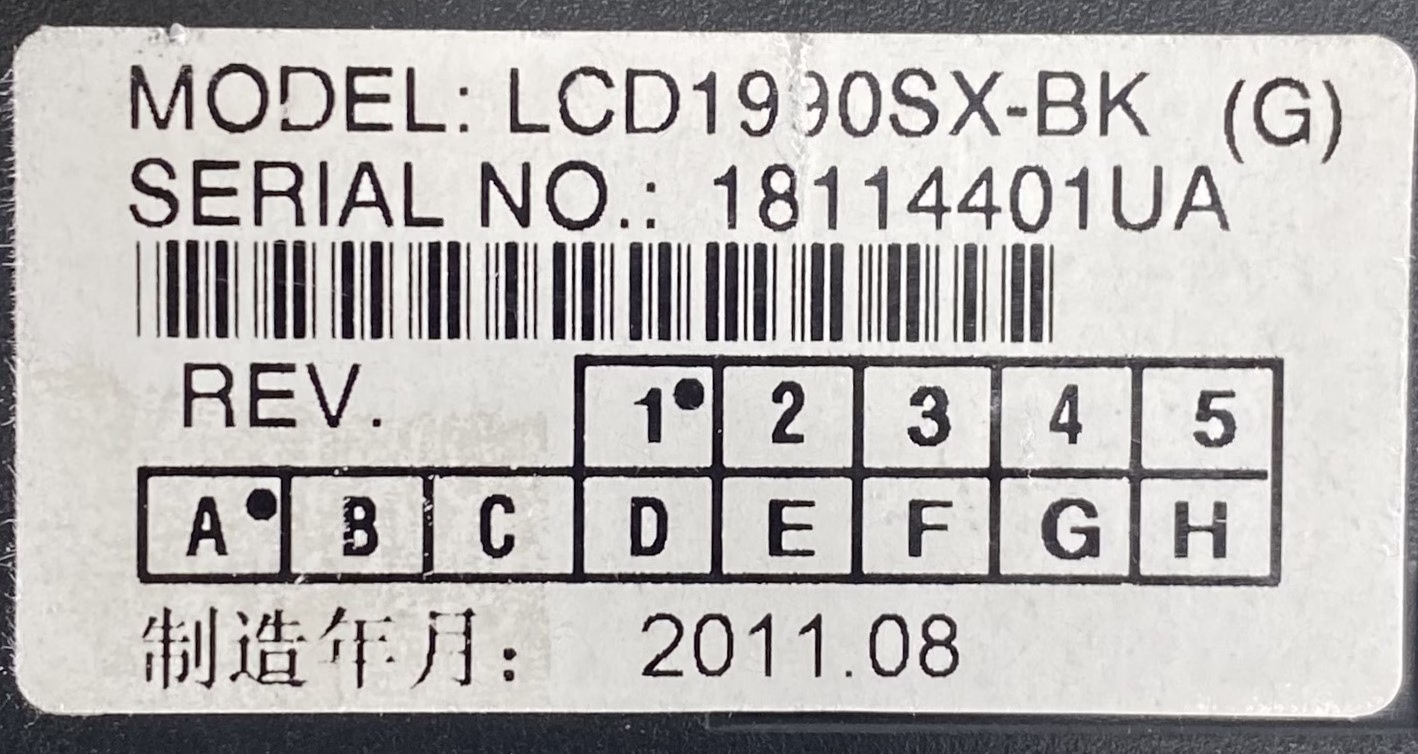 MODEL: LCD1990SX-BK (G)
SERIAL NO.: 18114401UA
REV. 1● 2 3 4 5
A● B C D E F G H
制造年月: 2011.08